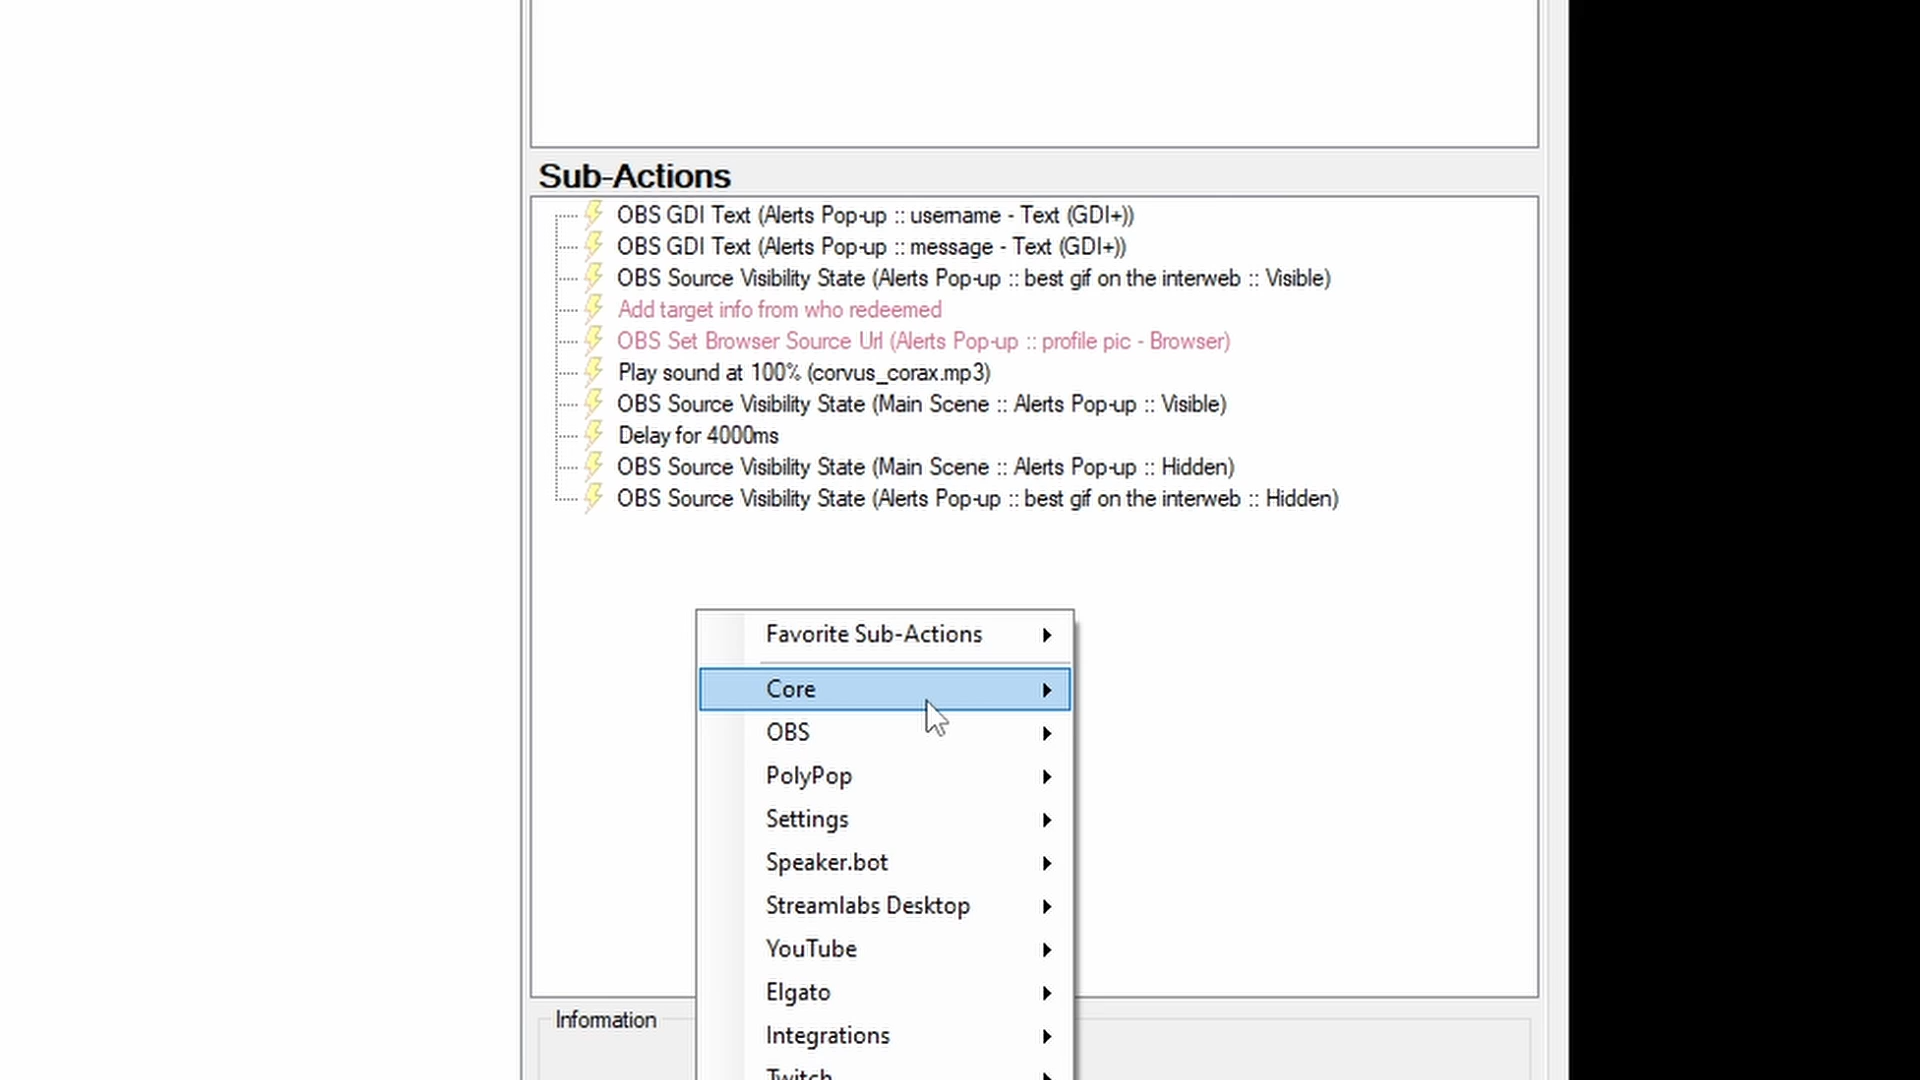 Sub-Actions
OBS GDI Text (Alerts Pop-up :: username - Text (GDI+))
OBS GDI Text (Alerts Pop-up :: message - Text (GDI+))
OBS Source Visibility State (Alerts Pop-up :: best gif on the interweb :: Visible)
Add target info from who redeemed
OBS Set Browser Source Url (Alerts Pop-up :: profile pic - Browser)
Play sound at 100% (corvus_corax.mp3)
OBS Source Visibility State (Main Scene :: Alerts Pop-up :: Visible)
Delay for 4000ms
OBS Source Visibility State (Main Scene :: Alerts Pop-up :: Hidden)
OBS Source Visibility State (Alerts Pop-up :: best gif on the interweb :: Hidden)
Favorite Sub-Actions
Core
OBS
PolyPop
Settings
Speaker.bot
Streamlabs Desktop
YouTube
Elgato
Information
Integrations
Twitch